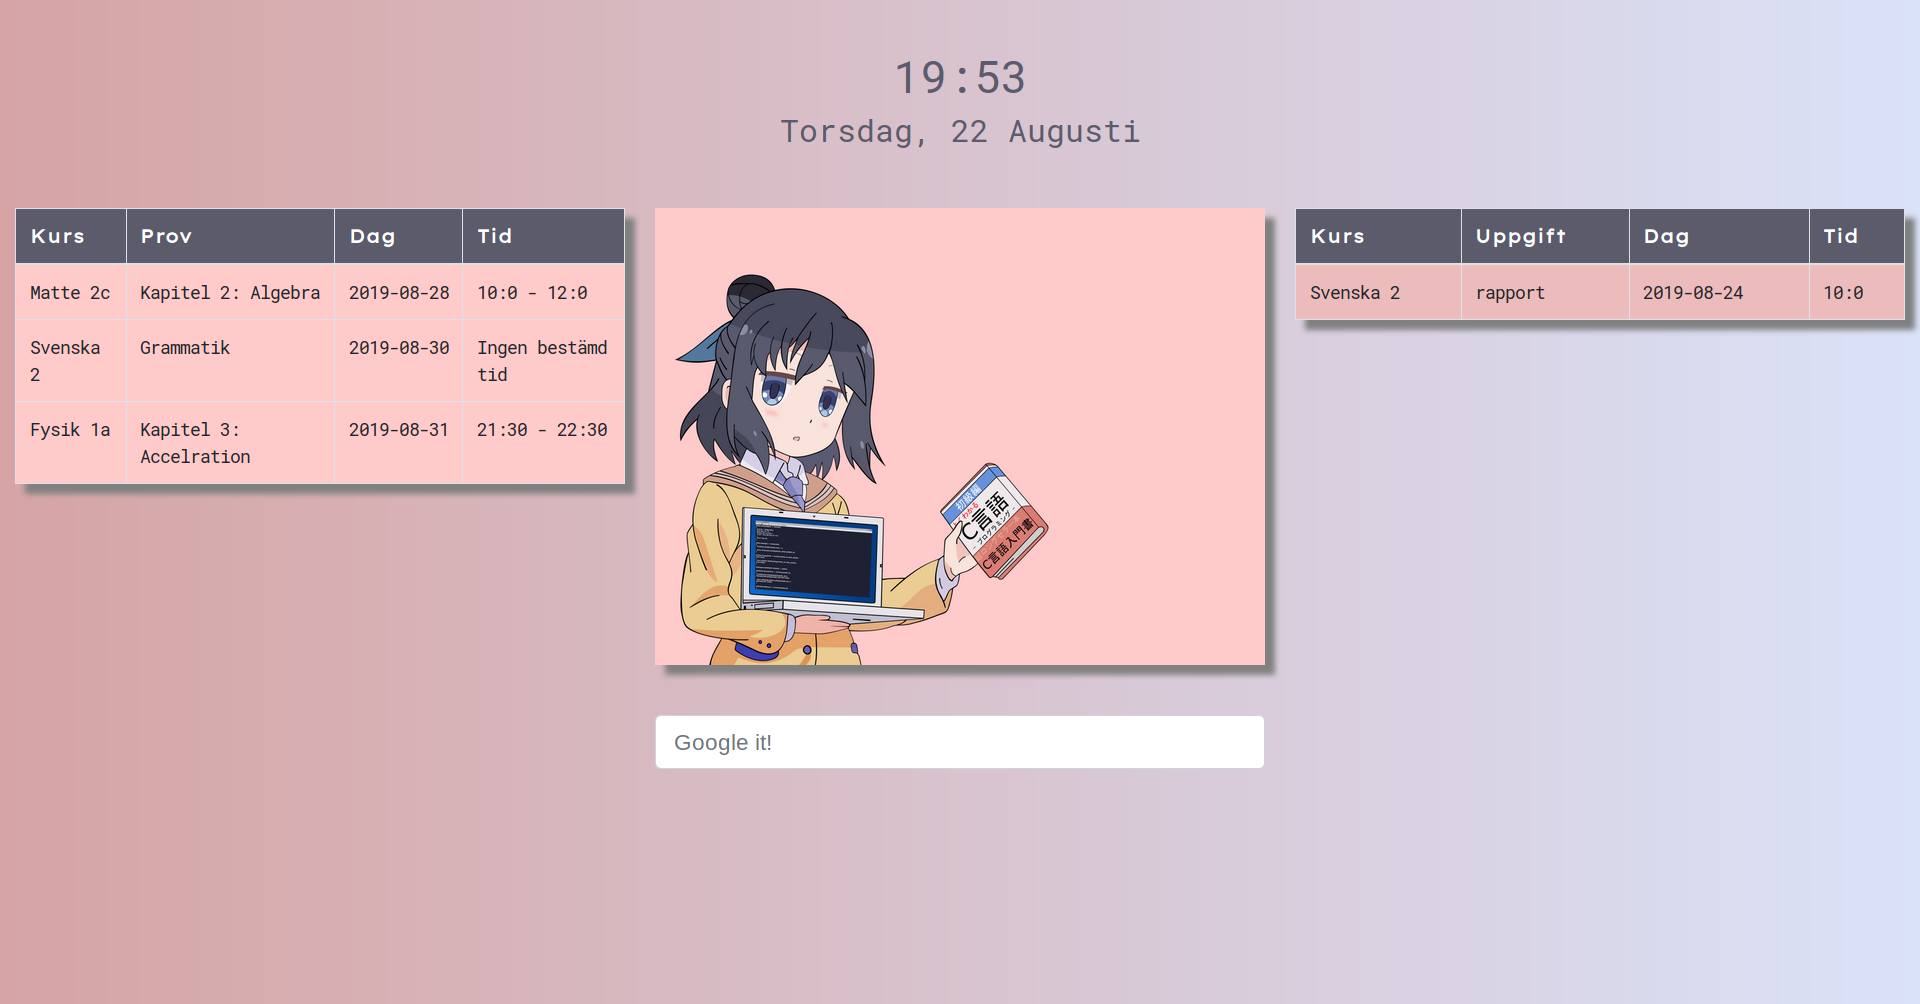 19:53
Torsdag, 22 Augusti
Kurs Prov Dag Tid
Matte 2c Kapitel 2: Algebra 2019-08-28 10:0 - 12:0
Svenska Grammatik 2019-08-30 Ingen bestämd
2 tid
Fysik 1a Kapitel 3: 2019-08-31 21:30 - 22:30
Accelration
初級編
わかる
C言語
- プログラミング -
C言語入門書
Kurs Uppgift Dag Tid
Svenska 2 rapport 2019-08-24 10:0
Google it!